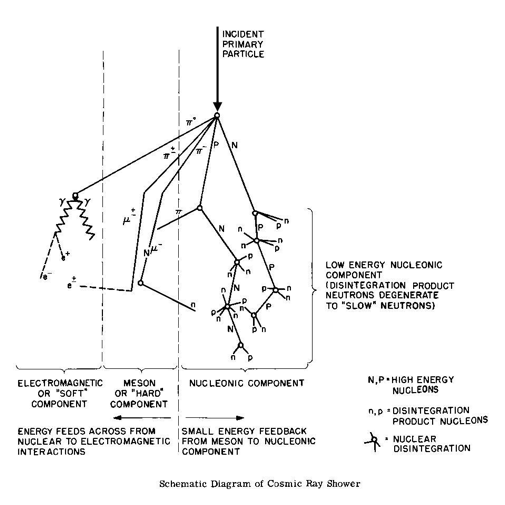 INCIDENT
PRIMARY
PARTICLE
π°
π±
π⁻
P
N
γ
γ
μ±
π
N
μ⁻
N
e⁺
e⁻
e±
n
n
p
n
n
p
n
P
n
p
n
n
N
p
n
n
P
p
n
p
n
n
p
n
N
n
p
LOW ENERGY NUCLEONIC
COMPONENT
(DISINTEGRATION PRODUCT
NEUTRONS DEGENERATE
TO "SLOW" NEUTRONS)
ELECTROMAGNETIC
OR "SOFT"
COMPONENT
MESON
OR "HARD"
COMPONENT
NUCLEONIC COMPONENT
ENERGY FEEDS ACROSS FROM
NUCLEAR TO ELECTROMAGNETIC
INTERACTIONS
SMALL ENERGY FEEDBACK
FROM MESON TO NUCLEONIC
COMPONENT
N,P = HIGH ENERGY
NUCLEONS
n,p = DISINTEGRATION
PRODUCT NUCLEONS
= NUCLEAR
DISINTEGRATION
Schematic Diagram of Cosmic Ray Shower